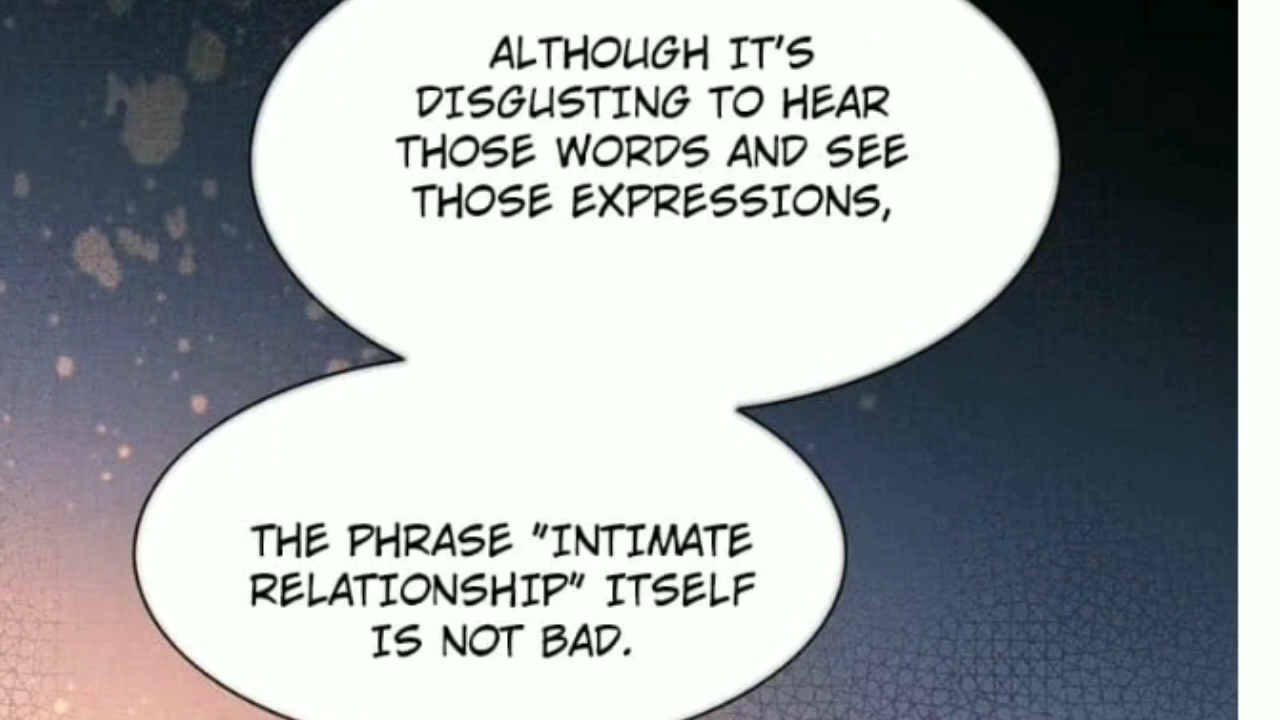 ALTHOUGH IT'S
DISGUSTING TO HEAR
THOSE WORDS AND SEE
THOSE EXPRESSIONS,
THE PHRASE "INTIMATE
RELATIONSHIP" ITSELF
IS NOT BAD.